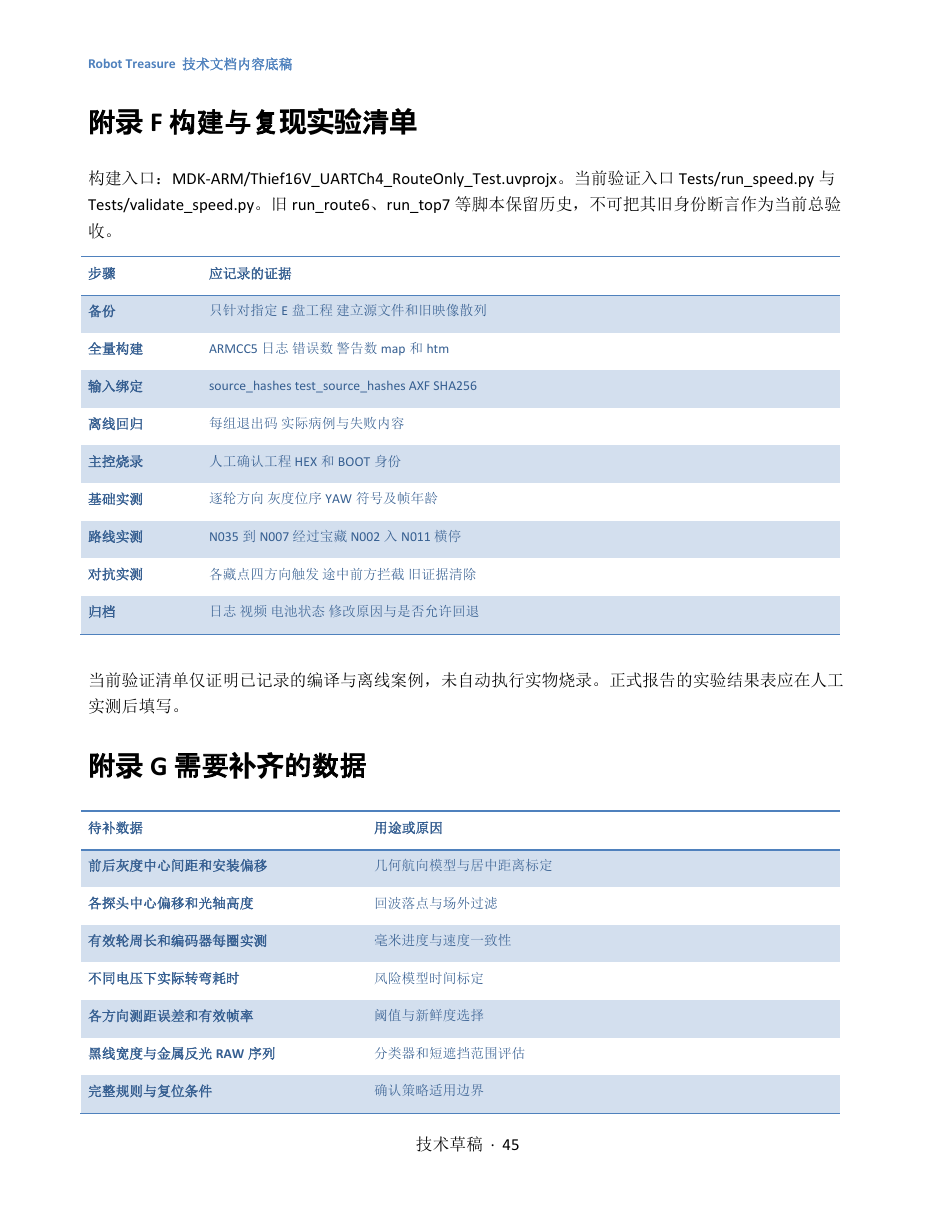 Robot Treasure 技术文档内容底稿
附录 F 构建与复现实验清单
构建入口：MDK-ARM/Thief16V_UARTCh4_RouteOnly_Test.uvprojx。当前验证入口 Tests/run_speed.py 与
Tests/validate_speed.py。旧 run_route6、run_top7 等脚本保留历史，不可把其旧身份断言作为当前总验
收。
步骤 应记录的证据
备份 只针对指定 E 盘工程 建立源文件和旧映像散列
全量构建 ARMCC5 日志 错误数 警告数 map 和 htm
输入绑定 source_hashes test_source_hashes AXF SHA256
离线回归 每组退出码 实际病例与失败内容
主控烧录 人工确认工程 HEX 和 BOOT 身份
基础实测 逐轮方向 灰度位序 YAW 符号及帧年龄
路线实测 N035 到 N007 经过宝藏 N002 入 N011 横停
对抗实测 各藏点四方向触发 途中前方拦截 旧证据清除
归档 日志 视频 电池状态 修改原因与是否允许回退
当前验证清单仅证明已记录的编译与离线案例，未自动执行实物烧录。正式报告的实验结果表应在人工
实测后填写。
附录 G 需要补齐的数据
待补数据 用途或原因
前后灰度中心间距和安装偏移 几何航向模型与居中距离标定
各探头中心偏移和光轴高度 回波落点与场外过滤
有效轮周长和编码器每圈实测 毫米进度与速度一致性
不同电压下实际转弯耗时 风险模型时间标定
各方向测距误差和有效帧率 阈值与新鲜度选择
黑线宽度与金属反光 RAW 序列 分类器和短遮挡范围评估
完整规则与复位条件 确认策略适用边界
技术草稿 · 45